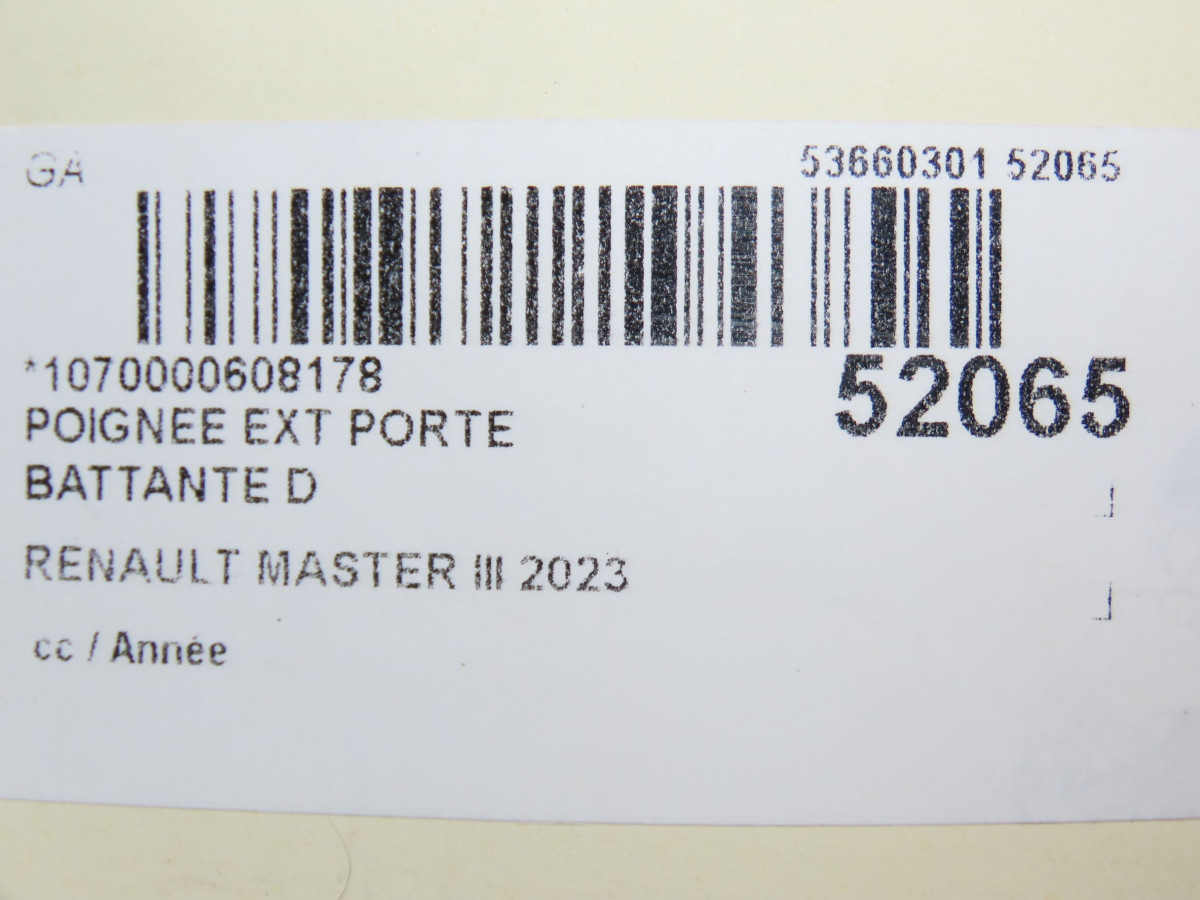 GA 53660301 52065
*1070000608178
52065
POIGNEE EXT PORTE
BATTANTE D
RENAULT MASTER III 2023
cc / Année